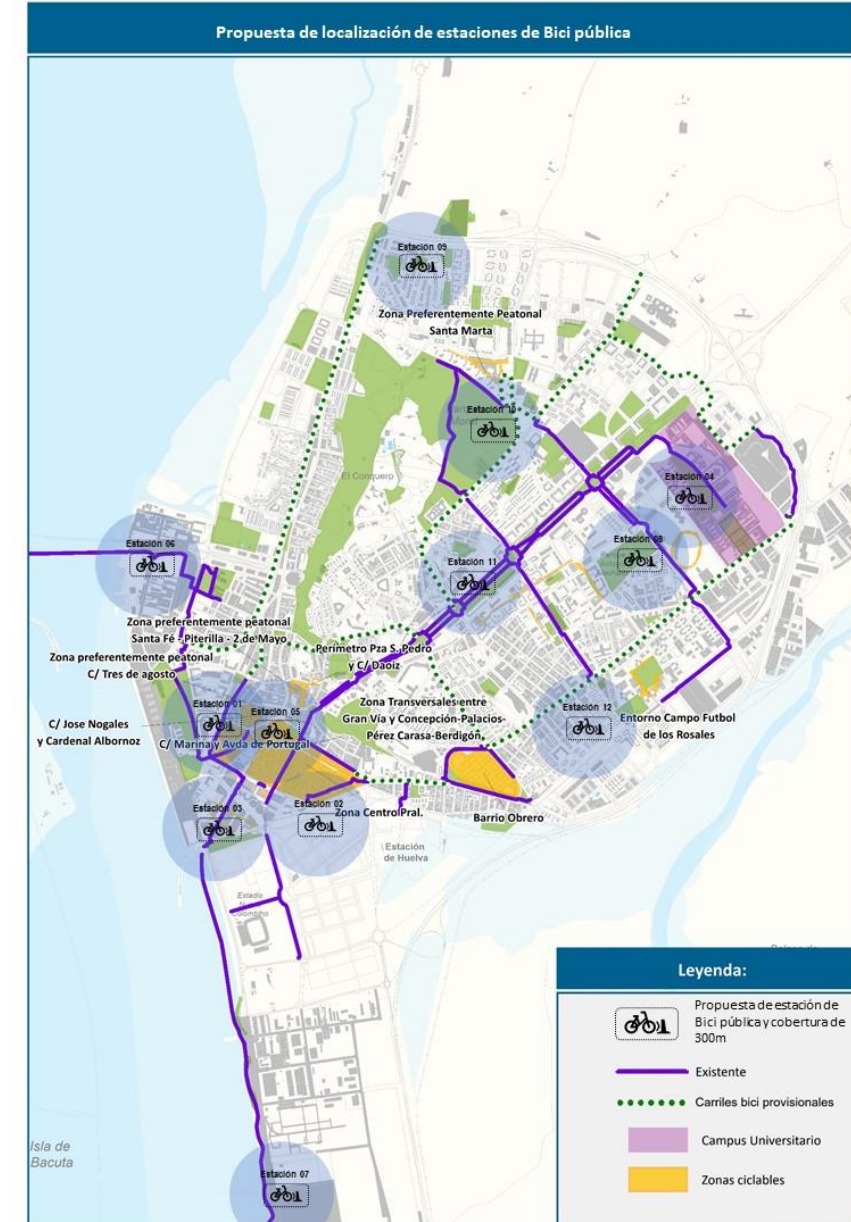 Propuesta de localización de estaciones de Bici pública
Estación 09
Zona Preferentemente Peatonal
Santa Marta
Estación 10
El Conquero
Estación 04
Estación 06
Estación 08
Estación 11
Zona preferentemente peatonal
Santa Fé - Piterilla - 2 de Mayo
Zona preferentemente peatonal
C/ Tres de agosto
Perímetro Pza S. Pedro
y C/ Daoiz
Estación 01
Estación 05
C/ Jose Nogales
y Cardenal Albornoz
C/ Marina y Avda de Portugal
Zona Transversales entre
Gran Vía y Concepción-Palacios-
Pérez Carasa-Berdigón
Estación 12
Entorno Campo Futbol
de los Rosales
Estación 03
Estación 02
Zona Centro Pral.
Barrio Obrero
Estación
de Huelva
Estadio
Colombino
Isla de
Bacuta
Estación 07
Leyenda:
Propuesta de estación de
Bici pública y cobertura de
300m
Existente
Carriles bici provisionales
Campus Universitario
Zonas ciclables